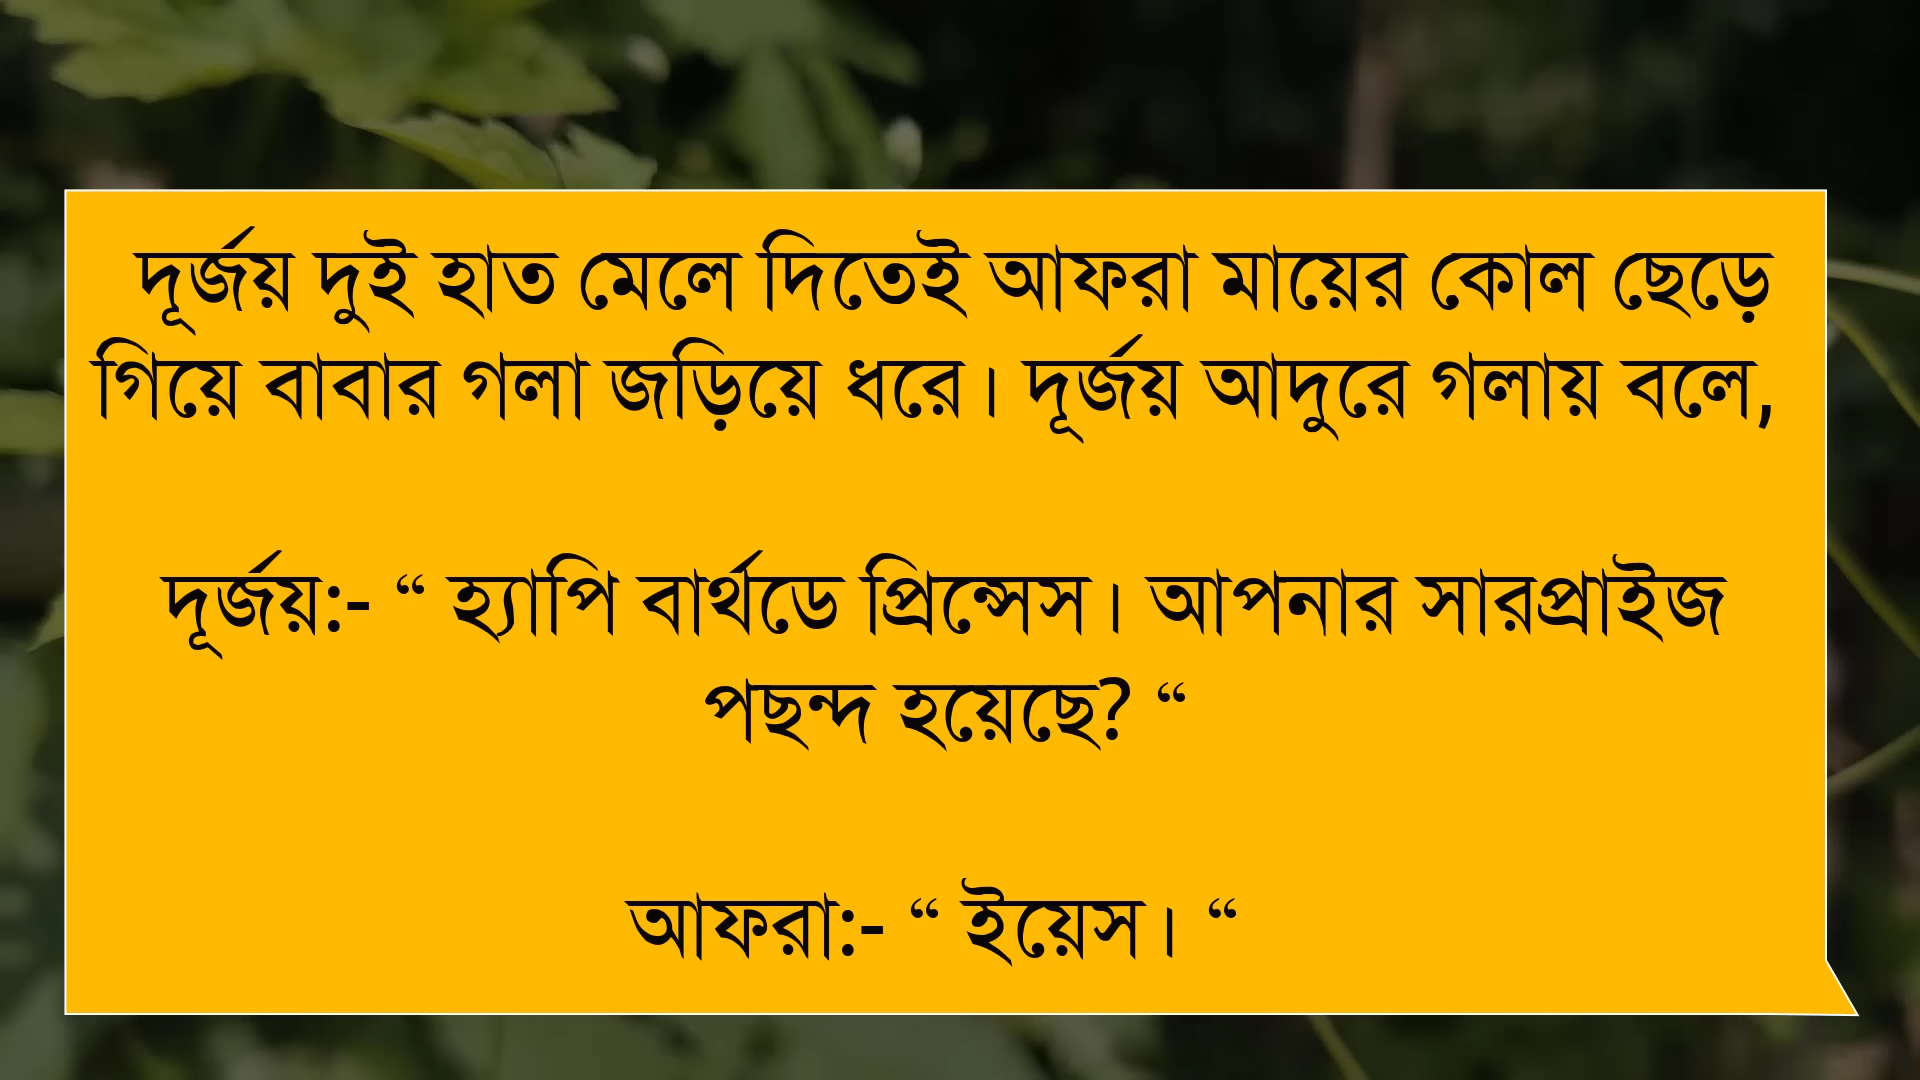 দূর্জয় দুই হাত মেলে দিতেই আফরা মায়ের কোল ছেড়ে
গিয়ে বাবার গলা জড়িয়ে ধরে। দূর্জয় আদুরে গলায় বলে,
দূর্জয়:- “ হ্যাপি বার্থডে প্রিন্সেস। আপনার সারপ্রাইজ
পছন্দ হয়েছে? “
আফরা:- “ ইয়েস। “